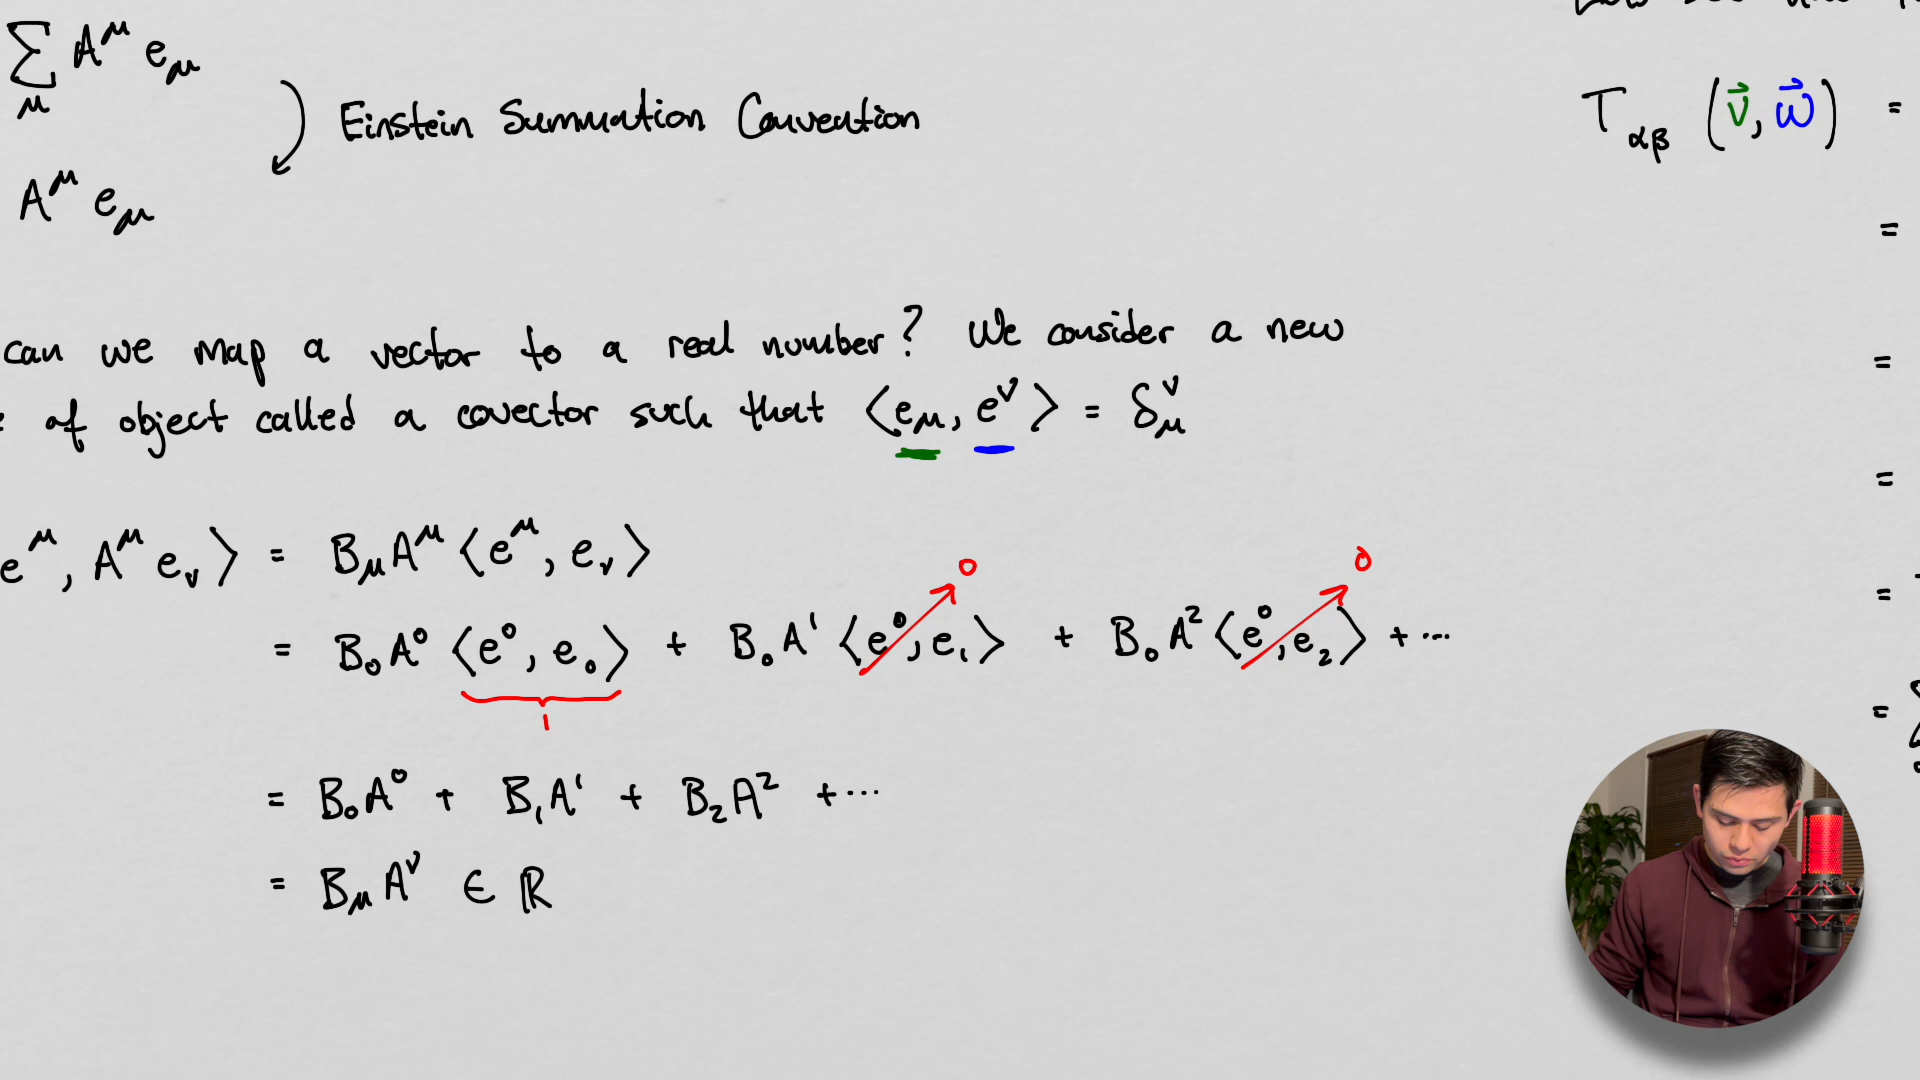 ∑_μ A^μ e_μ
Einstein Summation Convention
A^μ e_μ
can we map a vector to a real number? We consider a new
of object called a covector such that ⟨e_μ, e^ν⟩ = δ^ν_μ
e^μ, A^μ e_ν⟩ = B_μ A^μ ⟨e^μ, e_ν⟩
0 0
= B_0 A^0 ⟨e^0, e_0⟩ + B_0 A^1 ⟨e^0, e_1⟩ + B_0 A^2 ⟨e^0, e_2⟩ + ...
1
= B_0 A^0 + B_1 A^1 + B_2 A^2 + ...
= B_μ A^ν ∈ ℝ
T_αβ (v⃗, w⃗) =
=
=
=
=
=